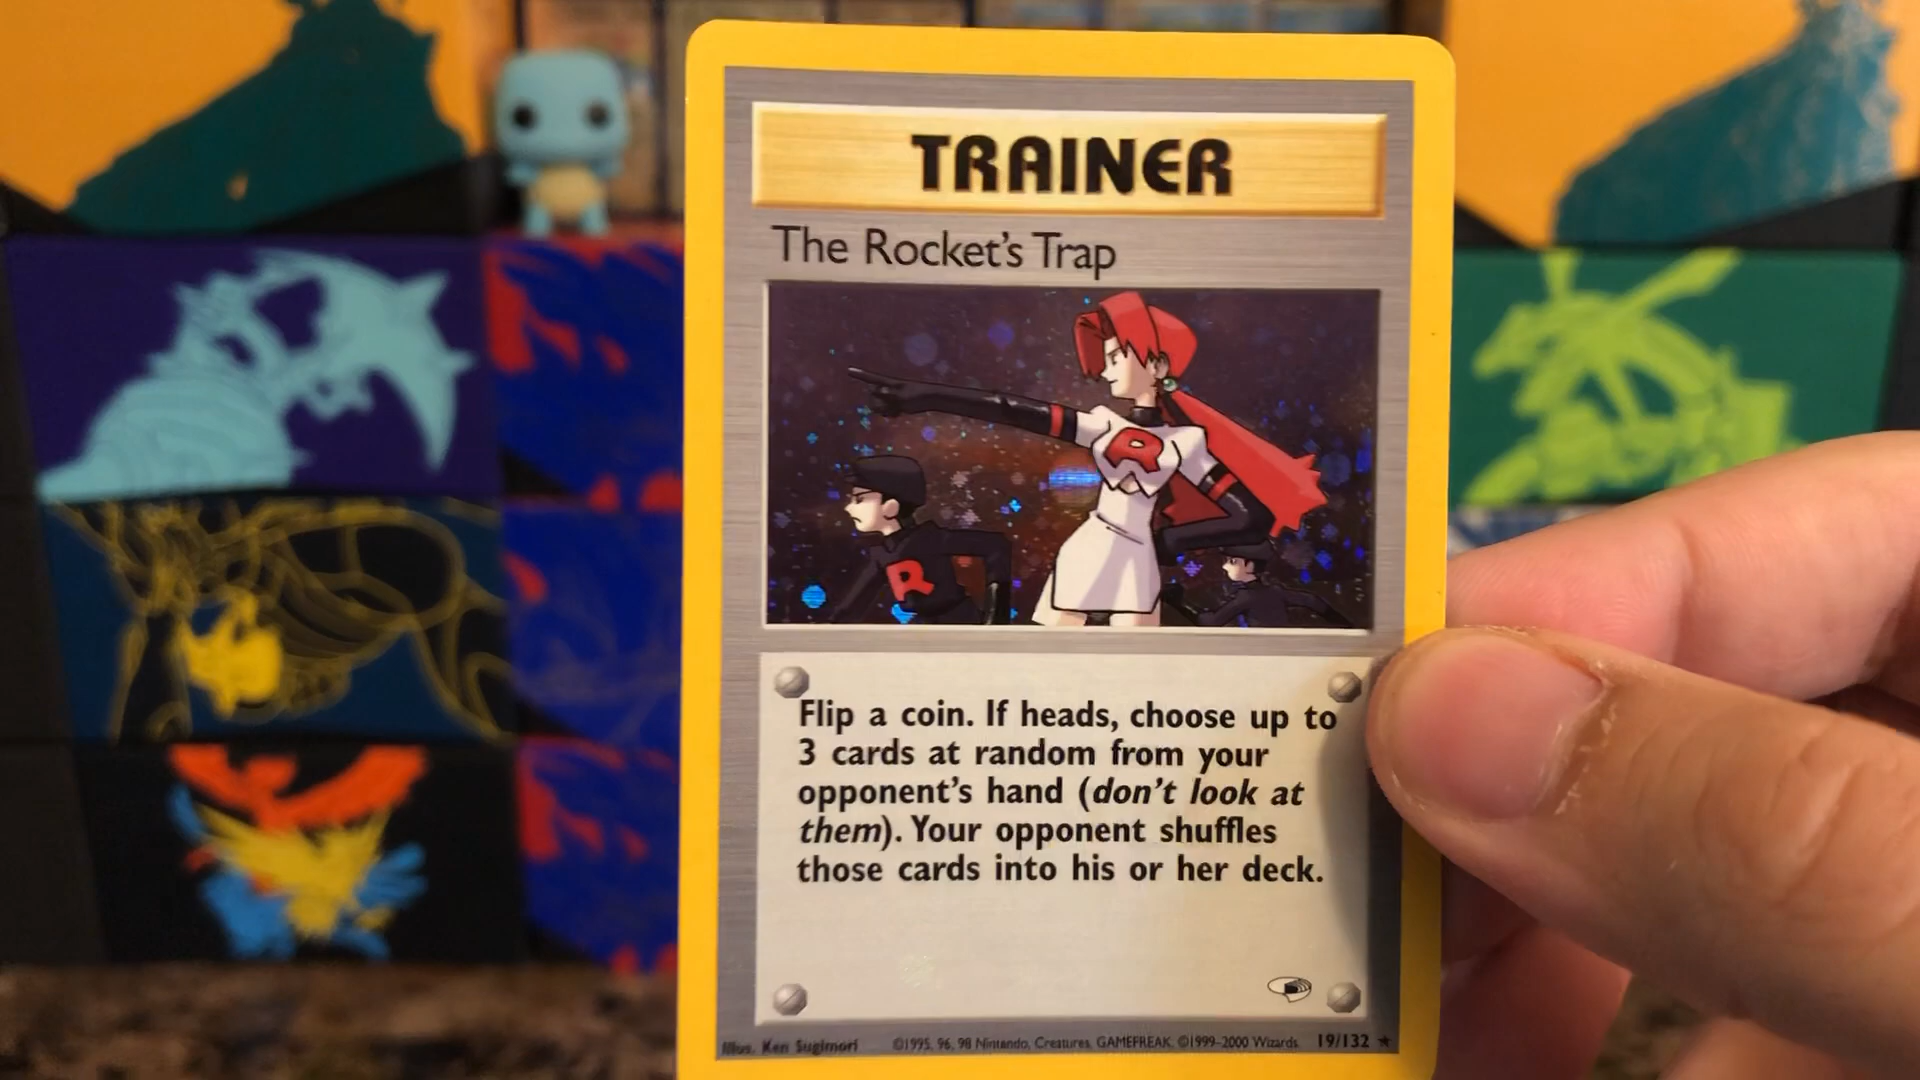 TRAINER
The Rocket's Trap
R
R
Flip a coin. If heads, choose up to
3 cards at random from your
opponent's hand (don't look at
them). Your opponent shuffles
those cards into his or her deck.
Illus. Ken Sugimori ©1995, 96, 98 Nintendo, Creatures, GAMEFREAK. ©1999-2000 Wizards. 19/132 ★